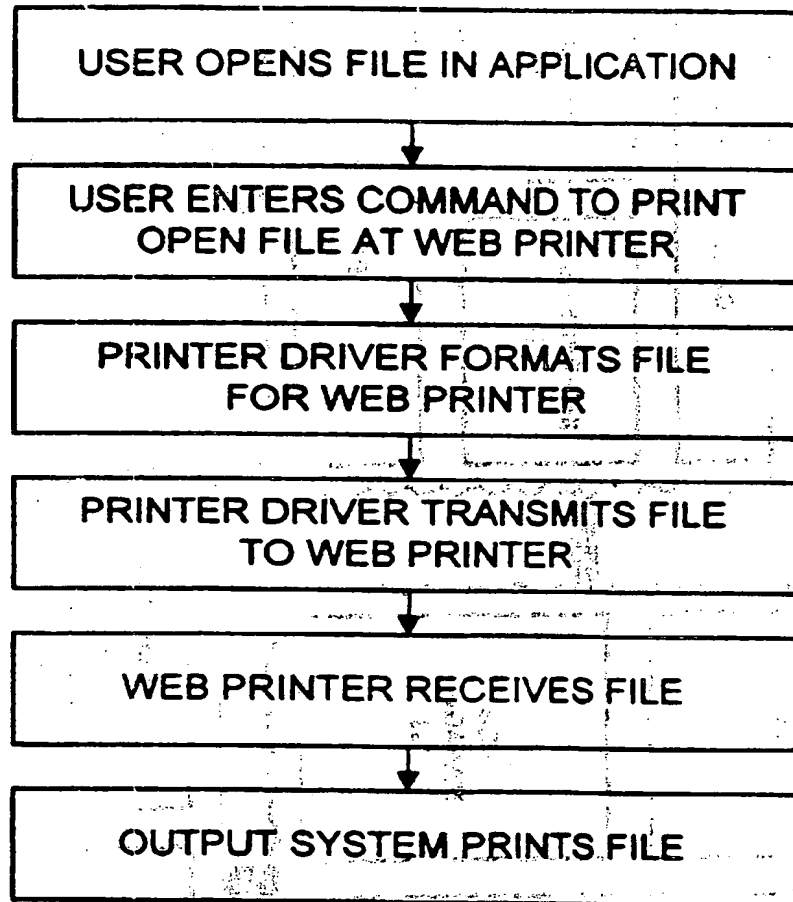 USER OPENS FILE IN APPLICATION
USER ENTERS COMMAND TO PRINT
OPEN FILE AT WEB PRINTER
PRINTER DRIVER FORMATS FILE
FOR WEB PRINTER
PRINTER DRIVER TRANSMITS FILE
TO WEB PRINTER
WEB PRINTER RECEIVES FILE
OUTPUT SYSTEM PRINTS FILE